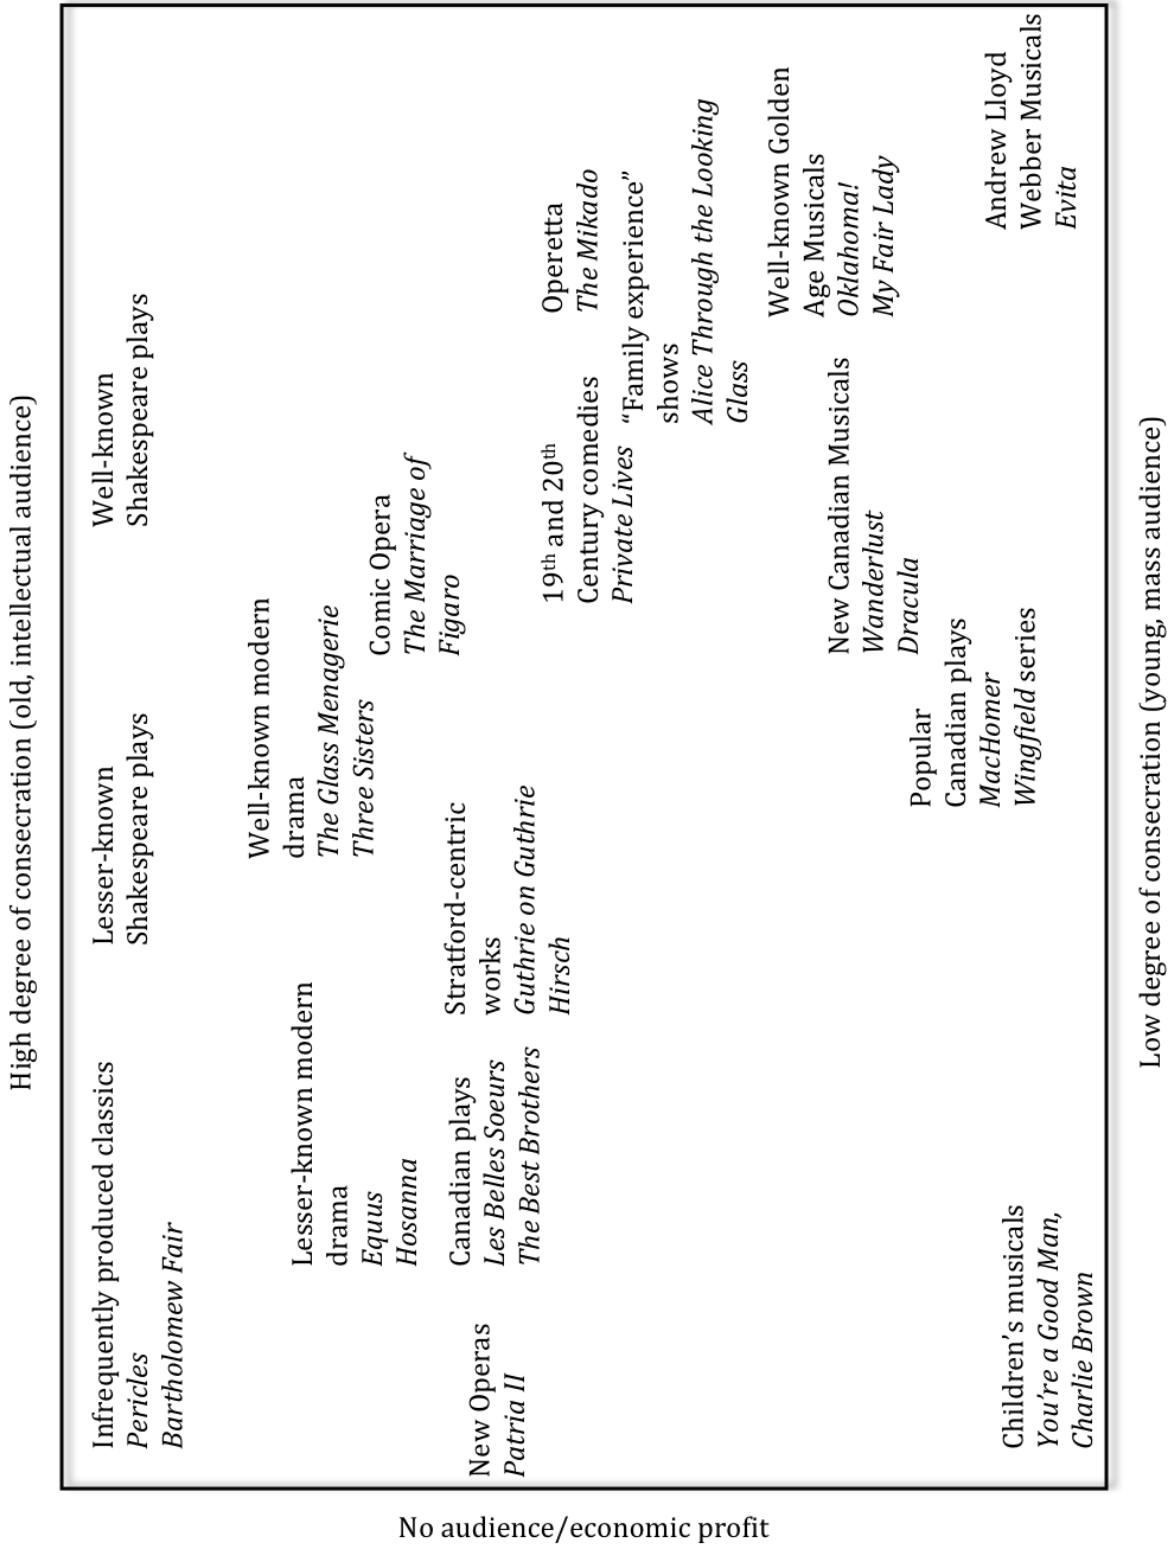 High degree of consecration (old, intellectual audience)
Infrequently produced classics
Pericles
Bartholomew Fair
Lesser-known
Shakespeare plays
Well-known
Shakespeare plays
Well-known modern
drama
The Glass Menagerie
Three Sisters
Lesser-known modern
drama
Equus
Hosanna
Comic Opera
The Marriage of
Figaro
Stratford-centric
works
Guthrie on Guthrie
Hirsch
Canadian plays
Les Belles Soeurs
The Best Brothers
New Operas
Patria II
19th and 20th
Century comedies
Private Lives
Operetta
The Mikado
“Family experience”
shows
Alice Through the Looking
Glass
Well-known Golden
Age Musicals
Oklahoma!
My Fair Lady
New Canadian Musicals
Wanderlust
Dracula
Popular
Canadian plays
MacHomer
Wingfield series
Andrew Lloyd
Webber Musicals
Evita
Children’s musicals
You’re a Good Man,
Charlie Brown
Low degree of consecration (young, mass audience)
No audience/economic profit